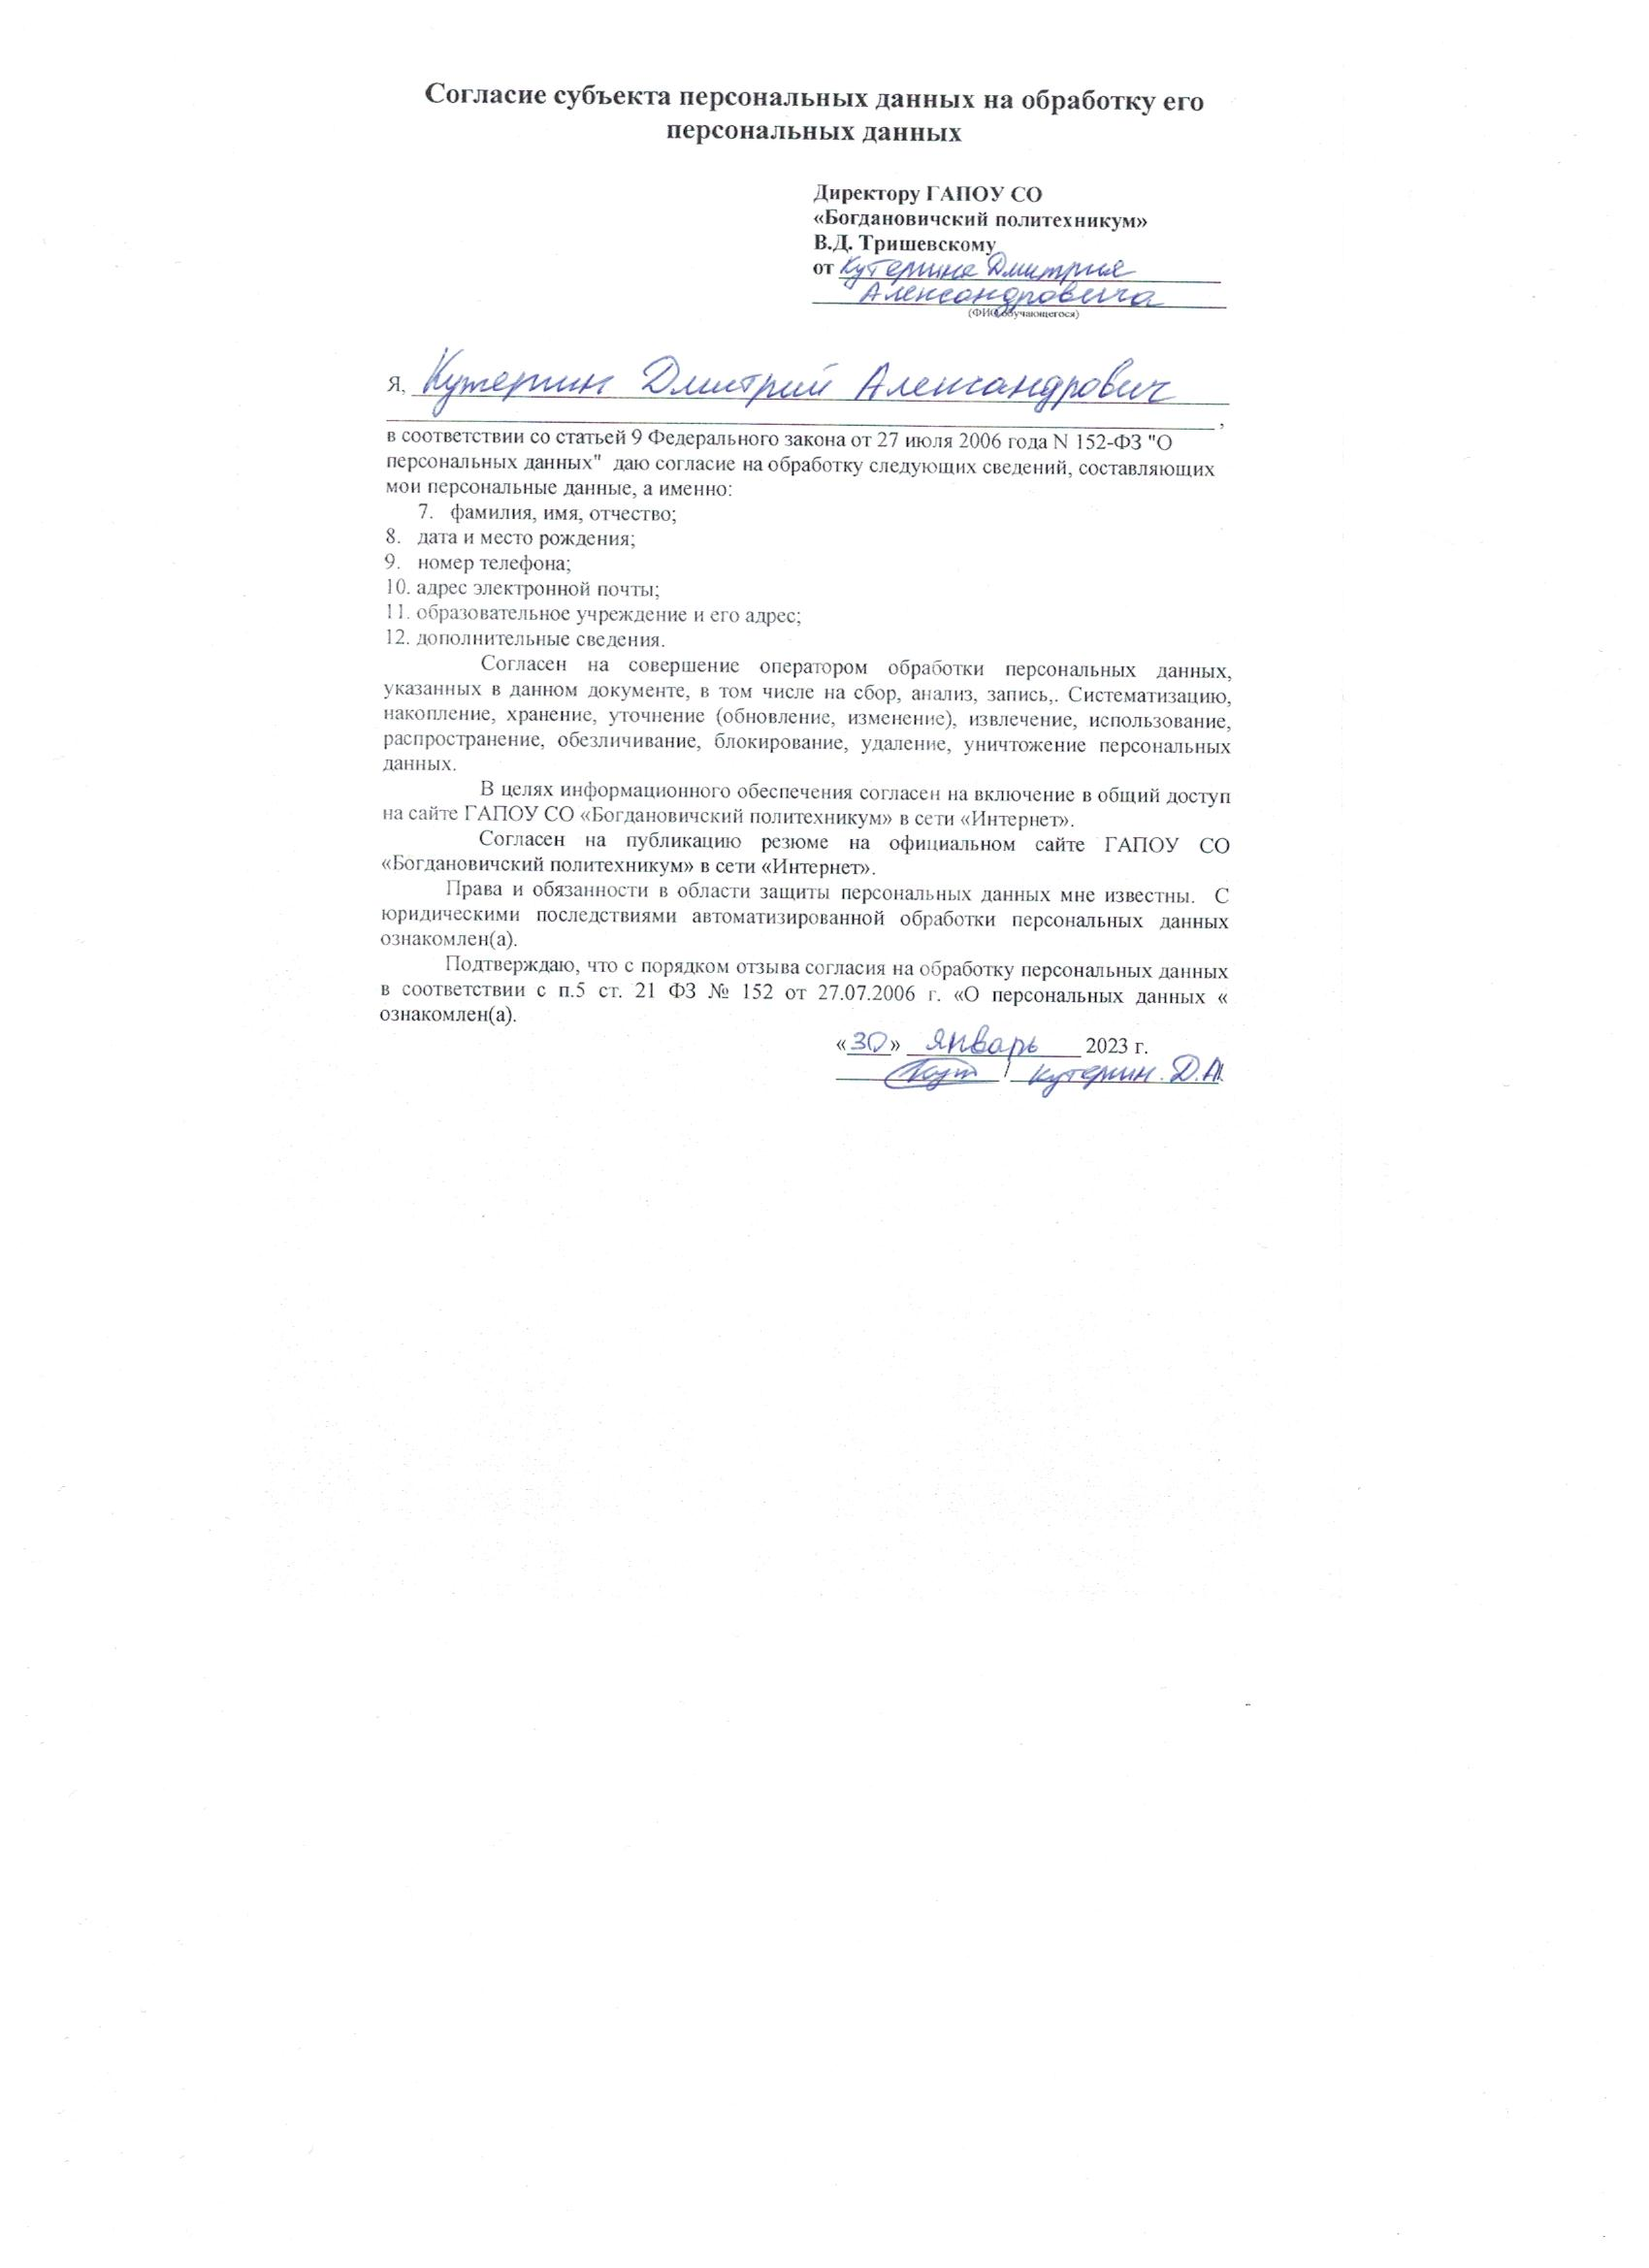 Согласие субъекта персональных данных на обработку его
персональных данных
Директору ГАПОУ СО
«Богдановичский политехникум»
В.Д. Тришевскому
от Кутерина Дмитрия
Александровича
(ФИО обучающегося)
Я, Кутерин Дмитрий Александрович
,
в соответствии со статьей 9 Федерального закона от 27 июля 2006 года N 152-ФЗ "О
персональных данных" даю согласие на обработку следующих сведений, составляющих
мои персональные данные, а именно:
7. фамилия, имя, отчество;
8. дата и место рождения;
9. номер телефона;
10. адрес электронной почты;
11. образовательное учреждение и его адрес;
12. дополнительные сведения.
Согласен на совершение оператором обработки персональных данных,
указанных в данном документе, в том числе на сбор, анализ, запись,. Систематизацию,
накопление, хранение, уточнение (обновление, изменение), извлечение, использование,
распространение, обезличивание, блокирование, удаление, уничтожение персональных
данных.
В целях информационного обеспечения согласен на включение в общий доступ
на сайте ГАПОУ СО «Богдановичский политехникум» в сети «Интернет».
Согласен на публикацию резюме на официальном сайте ГАПОУ СО
«Богдановичский политехникум» в сети «Интернет».
Права и обязанности в области защиты персональных данных мне известны. С
юридическими последствиями автоматизированной обработки персональных данных
ознакомлен(а).
Подтверждаю, что с порядком отзыва согласия на обработку персональных данных
в соответствии с п.5 ст. 21 ФЗ № 152 от 27.07.2006 г. «О персональных данных «
ознакомлен(а).
«30» январь 2023 г.
Кут / Кутерин. Д.А.